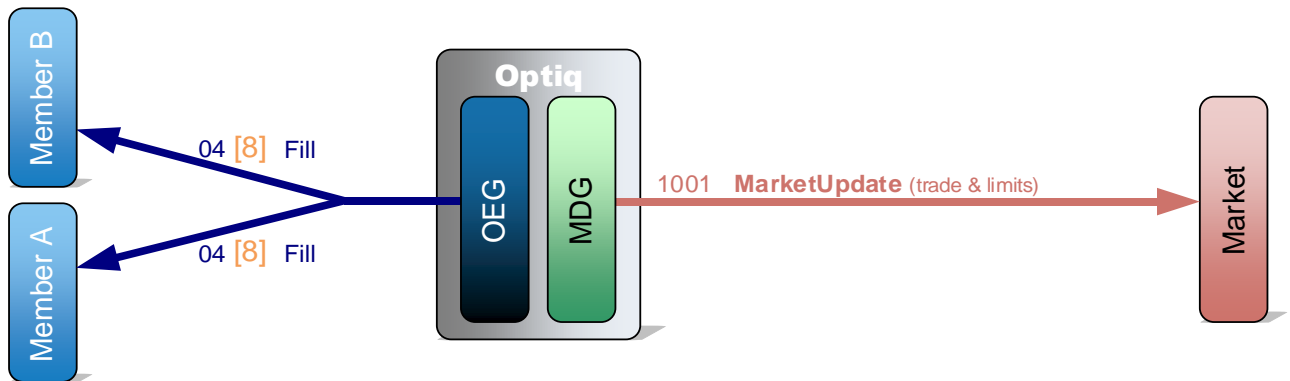 Member B
Optiq
04 [8] Fill
OEG
MDG
1001 MarketUpdate (trade & limits)
Market
04 [8] Fill
Member A